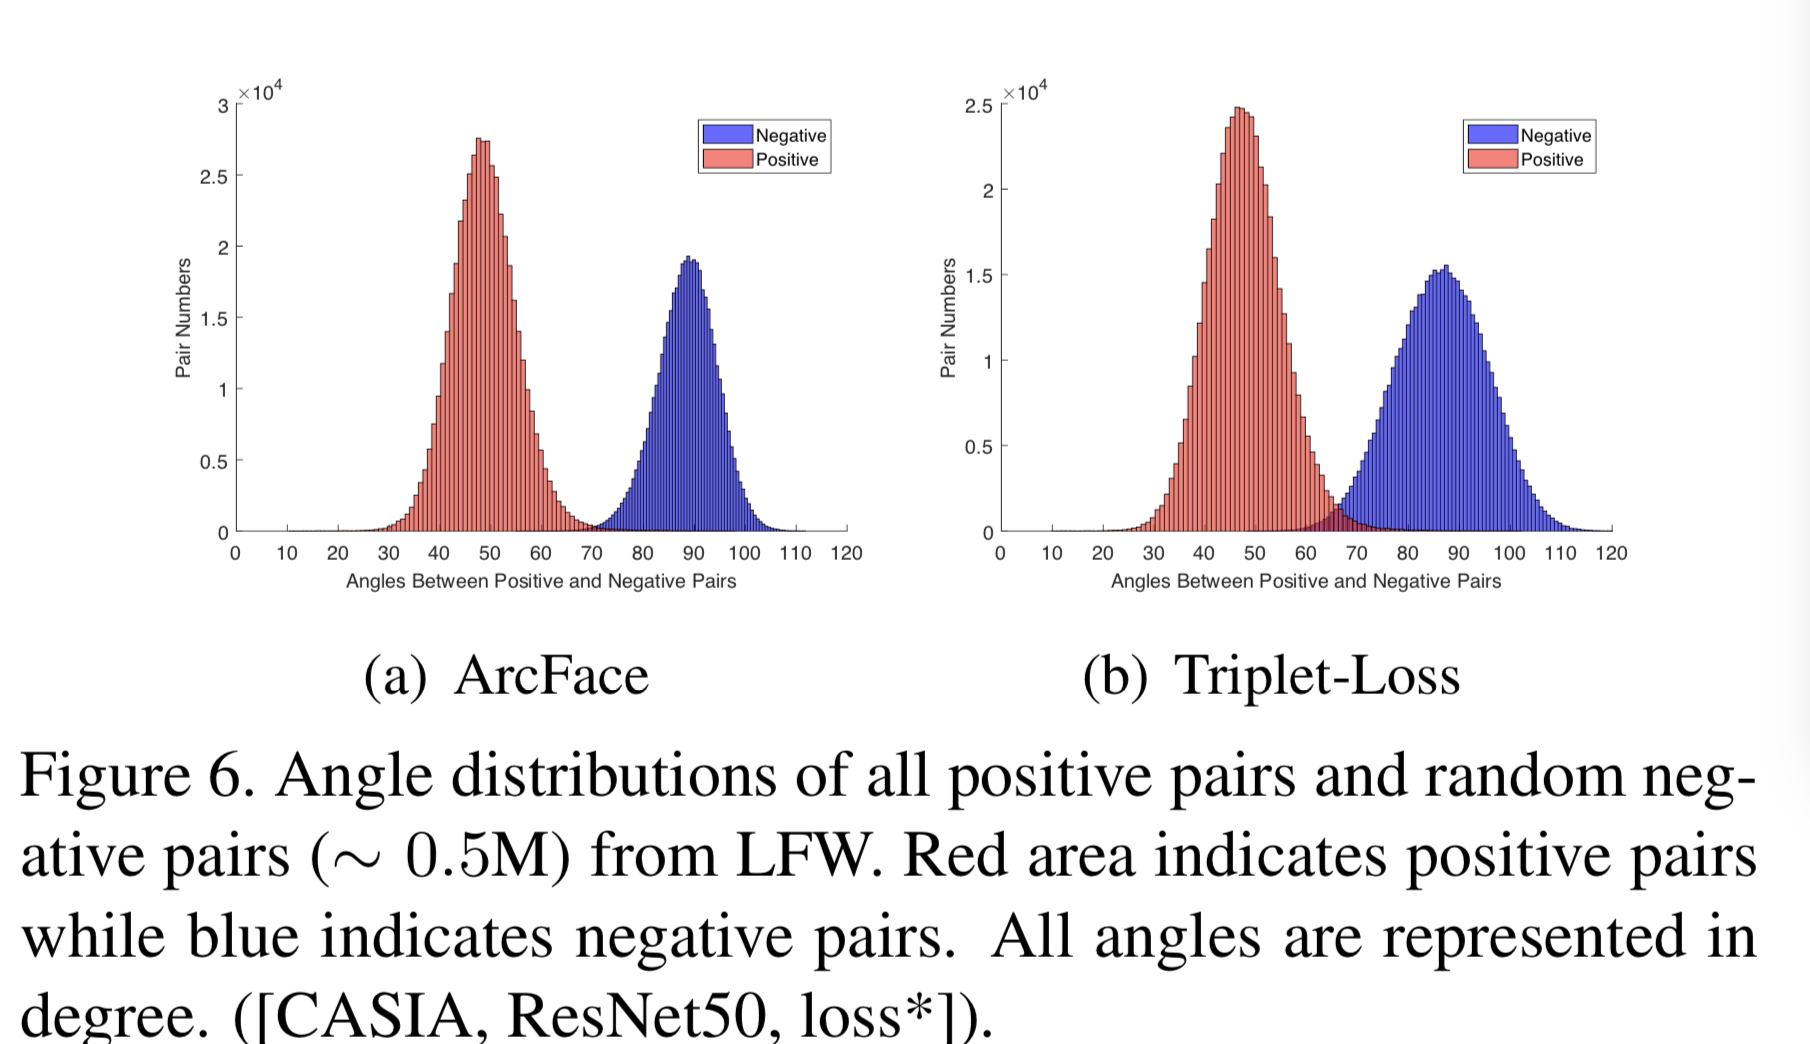 ×10⁴
3
2.5
2
1.5
1
0.5
0
Pair Numbers
Negative
Positive
0 10 20 30 40 50 60 70 80 90 100 110 120
Angles Between Positive and Negative Pairs
(a) ArcFace
×10⁴
2.5
2
1.5
1
0.5
0
Pair Numbers
Negative
Positive
0 10 20 30 40 50 60 70 80 90 100 110 120
Angles Between Positive and Negative Pairs
(b) Triplet-Loss
Figure 6. Angle distributions of all positive pairs and random neg-
ative pairs (∼ 0.5M) from LFW. Red area indicates positive pairs
while blue indicates negative pairs. All angles are represented in
degree. ([CASIA, ResNet50, loss*]).